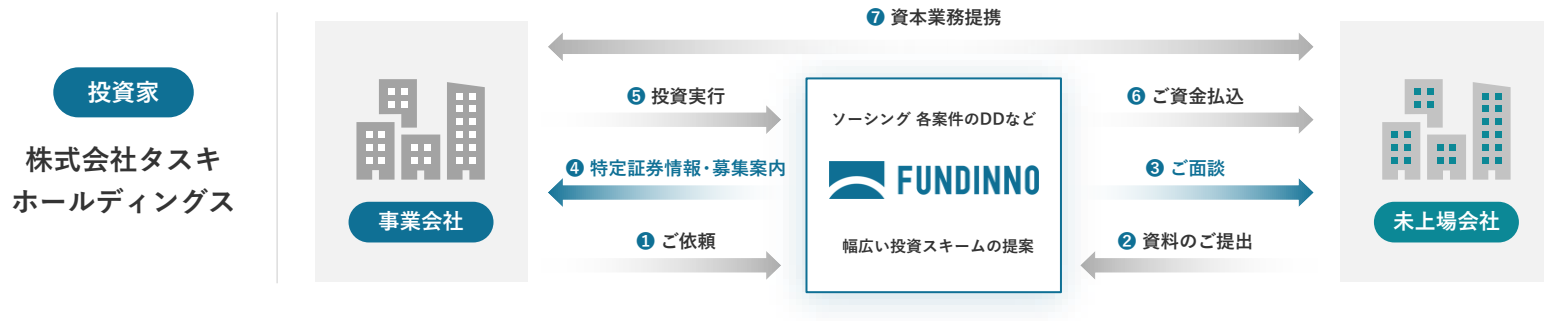 投資家
株式会社タスキ
ホールディングス
事業会社
❼ 資本業務提携
❺ 投資実行
❹ 特定証券情報・募集案内
❶ ご依頼
ソーシング 各案件のDDなど
FUNDINNO
幅広い投資スキームの提案
❻ ご資金払込
❸ ご面談
❷ 資料のご提出
未上場会社